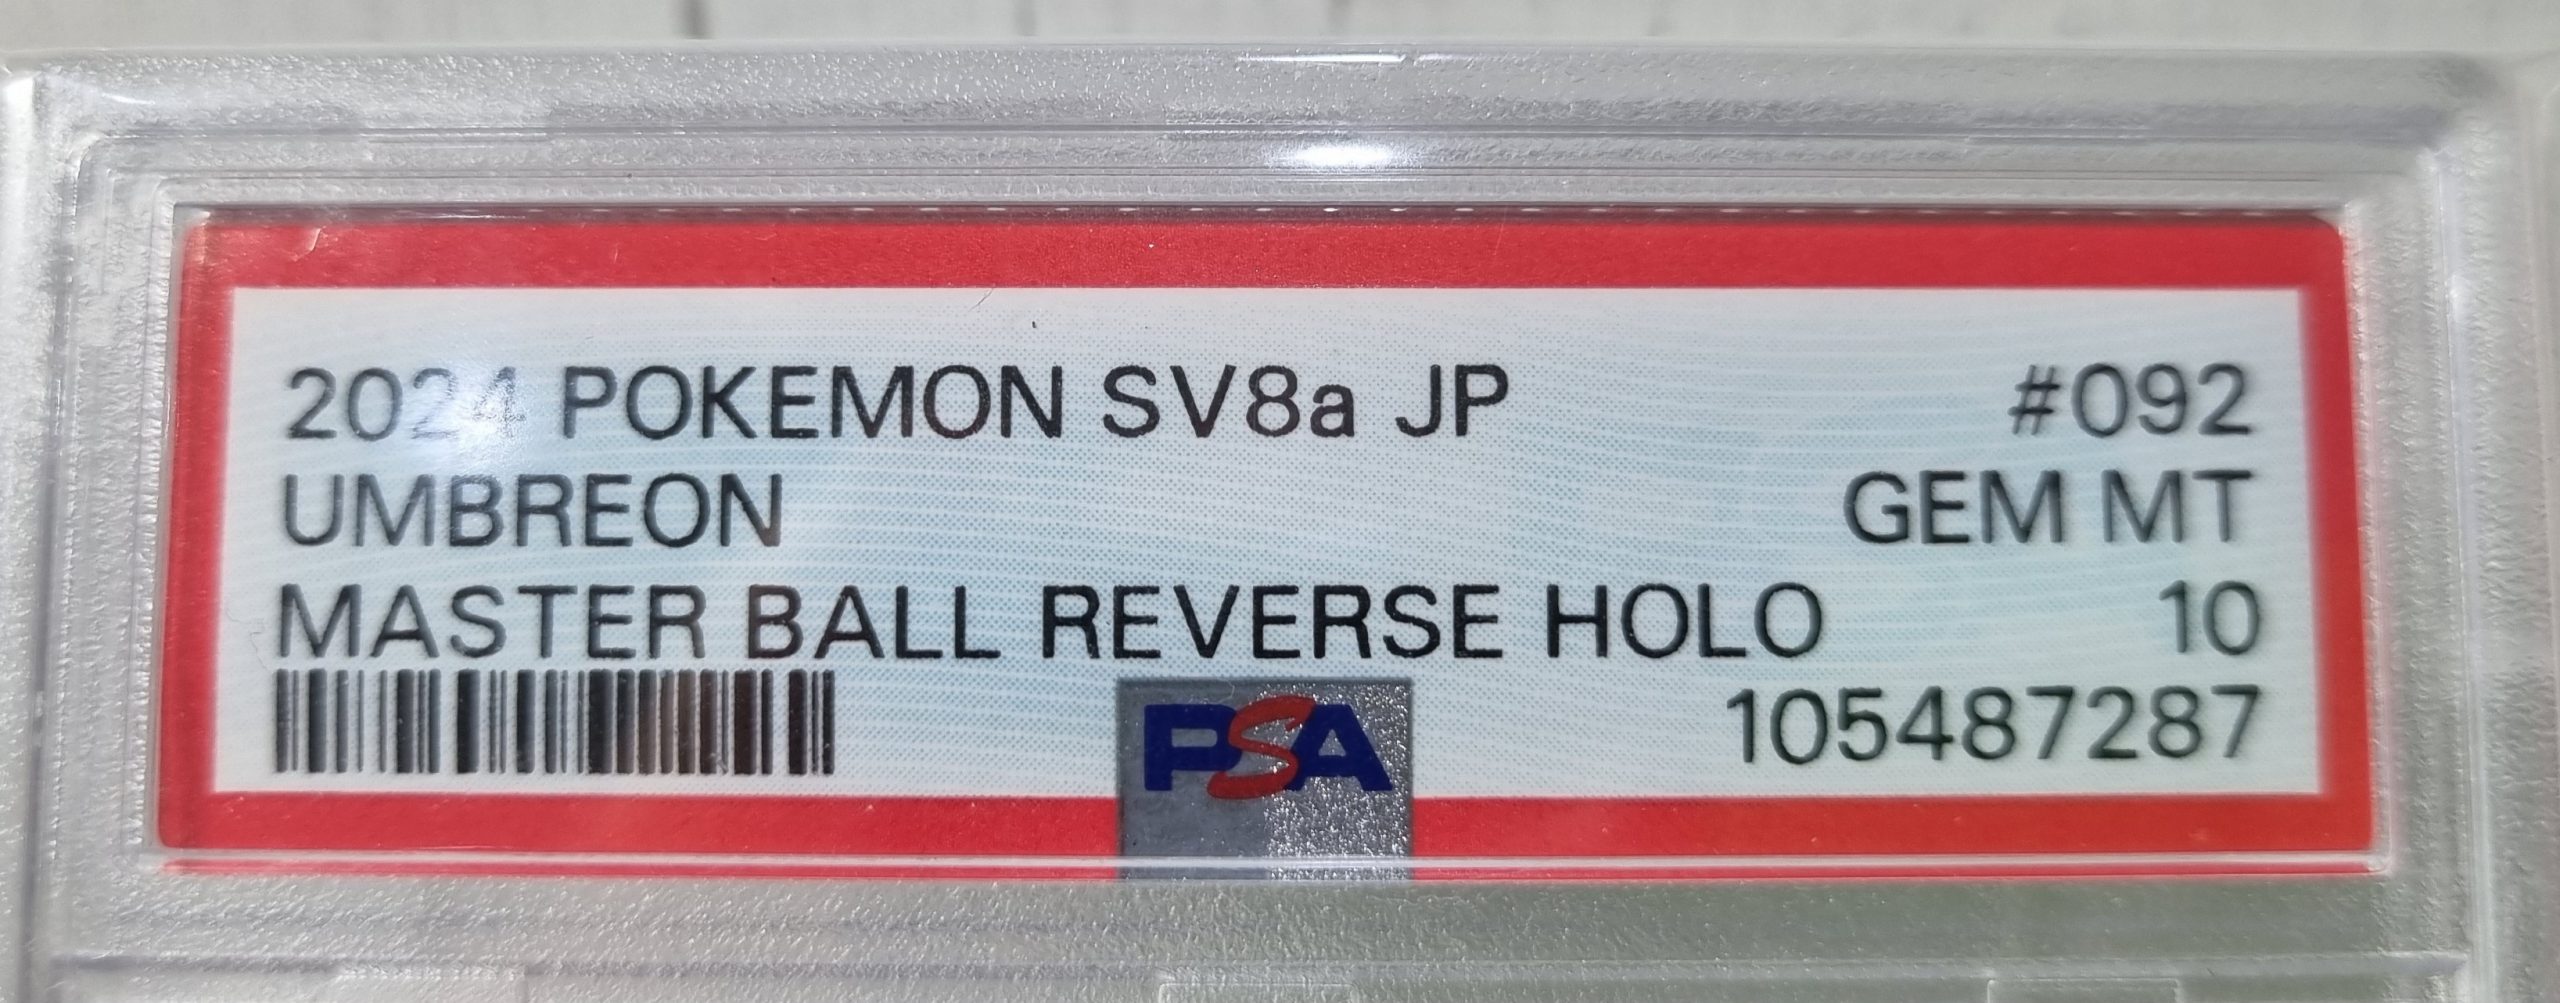 2024 POKEMON SV8a JP #092
UMBREON GEM MT
MASTER BALL REVERSE HOLO 10
PSA 105487287